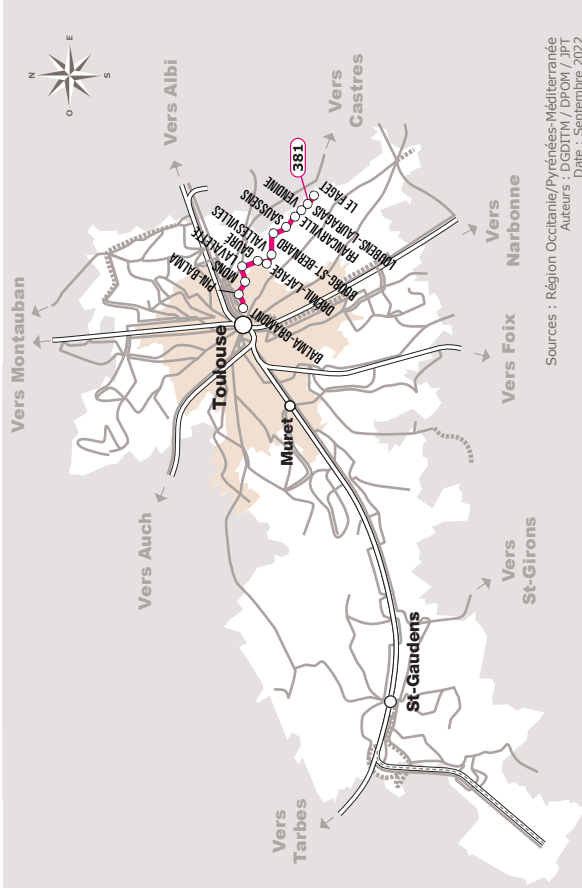 N
E
S
O
Vers Montauban
Vers Albi
Vers
Castres
Vers
Narbonne
Vers Foix
Vers
St-Girons
Vers
Tarbes
Vers Auch
Toulouse
Muret
St-Gaudens
381
BALMA-GRAMONT
PIN-BALMA
MONS
LAVALETTE
GAURE
VALLESVILLES
DRÉMIL-LAFAGE
BOURG-ST-BERNARD
SAUSSENS
FRANCARVILLE
VENDINE
LOUBENS-LAURAGAIS
LE FAGET
Sources : Région Occitanie/Pyrénées-Méditerranée
Auteurs : DGDITM / DPOM / JPT
Date : Septembre 2022